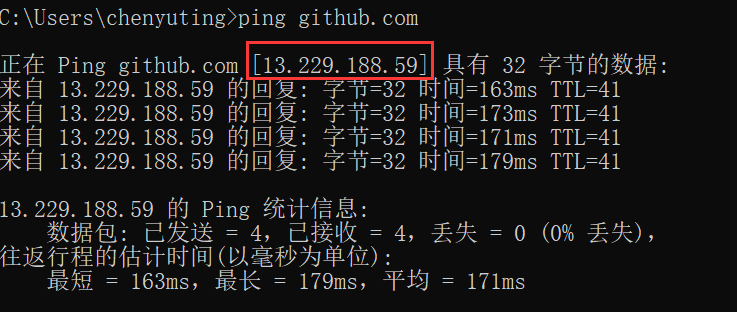 C:\Users\chenyuting>ping github.com
正在 Ping github.com [13.229.188.59] 具有 32 字节的数据:
来自 13.229.188.59 的回复: 字节=32 时间=163ms TTL=41
来自 13.229.188.59 的回复: 字节=32 时间=173ms TTL=41
来自 13.229.188.59 的回复: 字节=32 时间=171ms TTL=41
来自 13.229.188.59 的回复: 字节=32 时间=179ms TTL=41
13.229.188.59 的 Ping 统计信息:
数据包: 已发送 = 4，已接收 = 4，丢失 = 0 (0% 丢失)，
往返行程的估计时间(以毫秒为单位):
最短 = 163ms，最长 = 179ms，平均 = 171ms